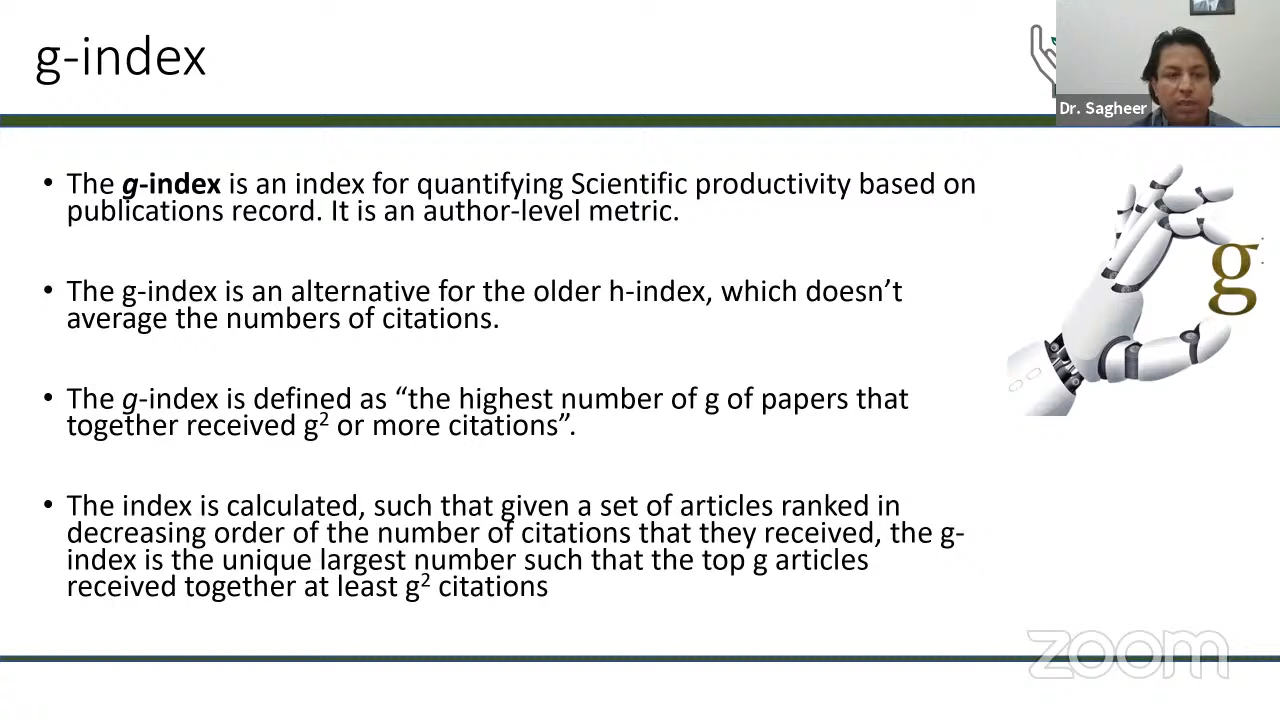 g-index
Dr. Sagheer
• The g-index is an index for quantifying Scientific productivity based on
publications record. It is an author-level metric.
• The g-index is an alternative for the older h-index, which doesn’t
average the numbers of citations.
• The g-index is defined as “the highest number of g of papers that
together received g² or more citations”.
• The index is calculated, such that given a set of articles ranked in
decreasing order of the number of citations that they received, the g-
index is the unique largest number such that the top g articles
received together at least g² citations
g
zoom